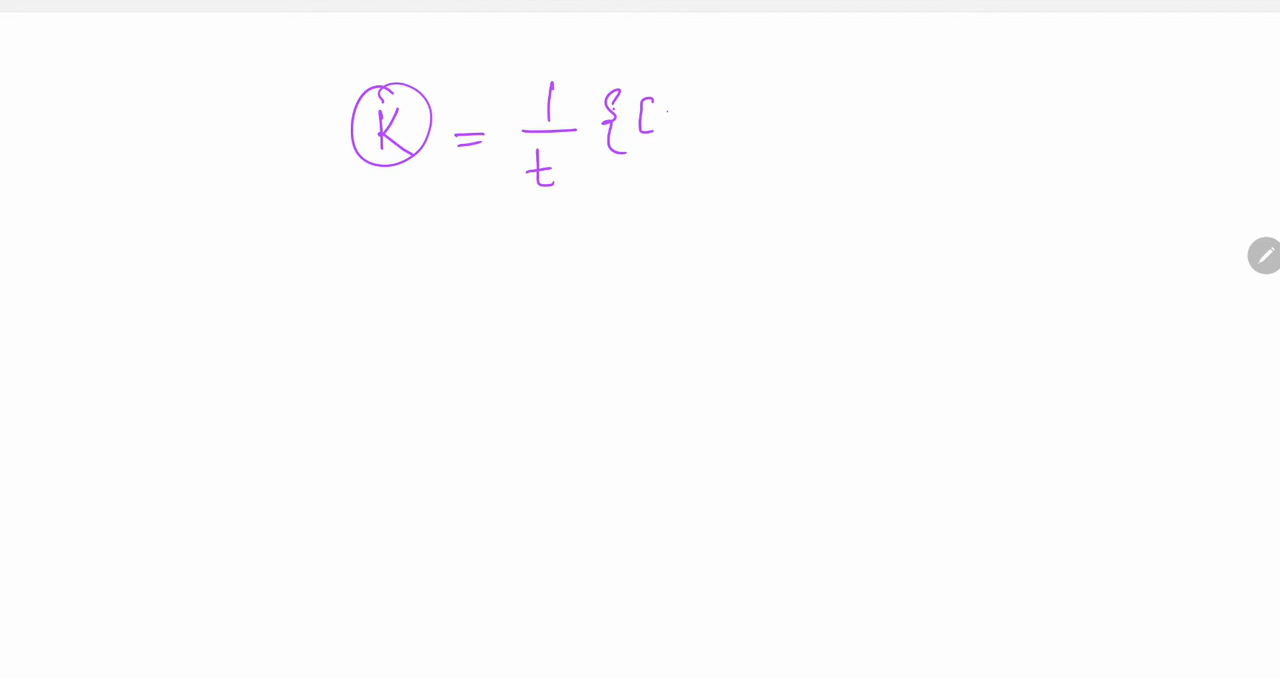 K = 1/t {[